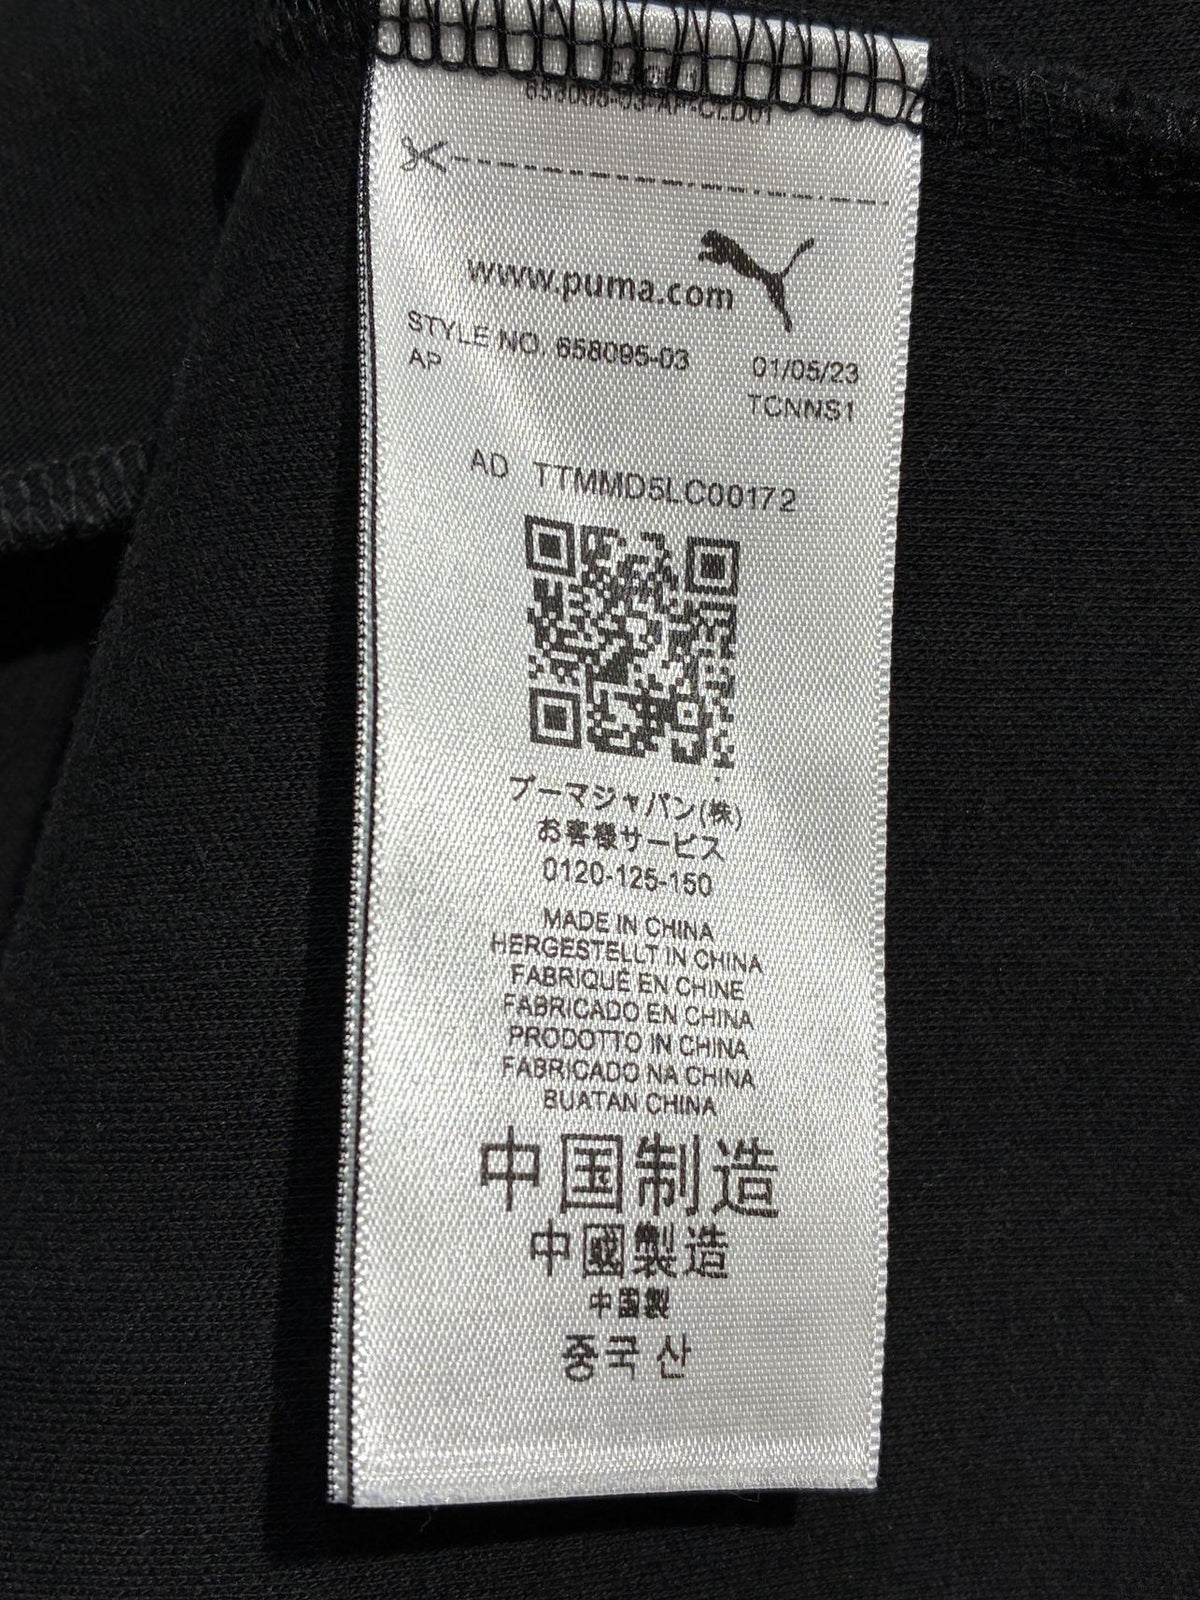 www.puma.com
STYLE NO. 658095-03 01/05/23
AP TCNNS1
AD TTMMD5LC00172
プーマジャパン(株)
お客様サービス
0120-125-150
MADE IN CHINA
HERGESTELLT IN CHINA
FABRIQUÉ EN CHINE
FABRICADO EN CHINA
PRODOTTO IN CHINA
FABRICADO NA CHINA
BUATAN CHINA
中国制造
中國製造
中国製
중국 산